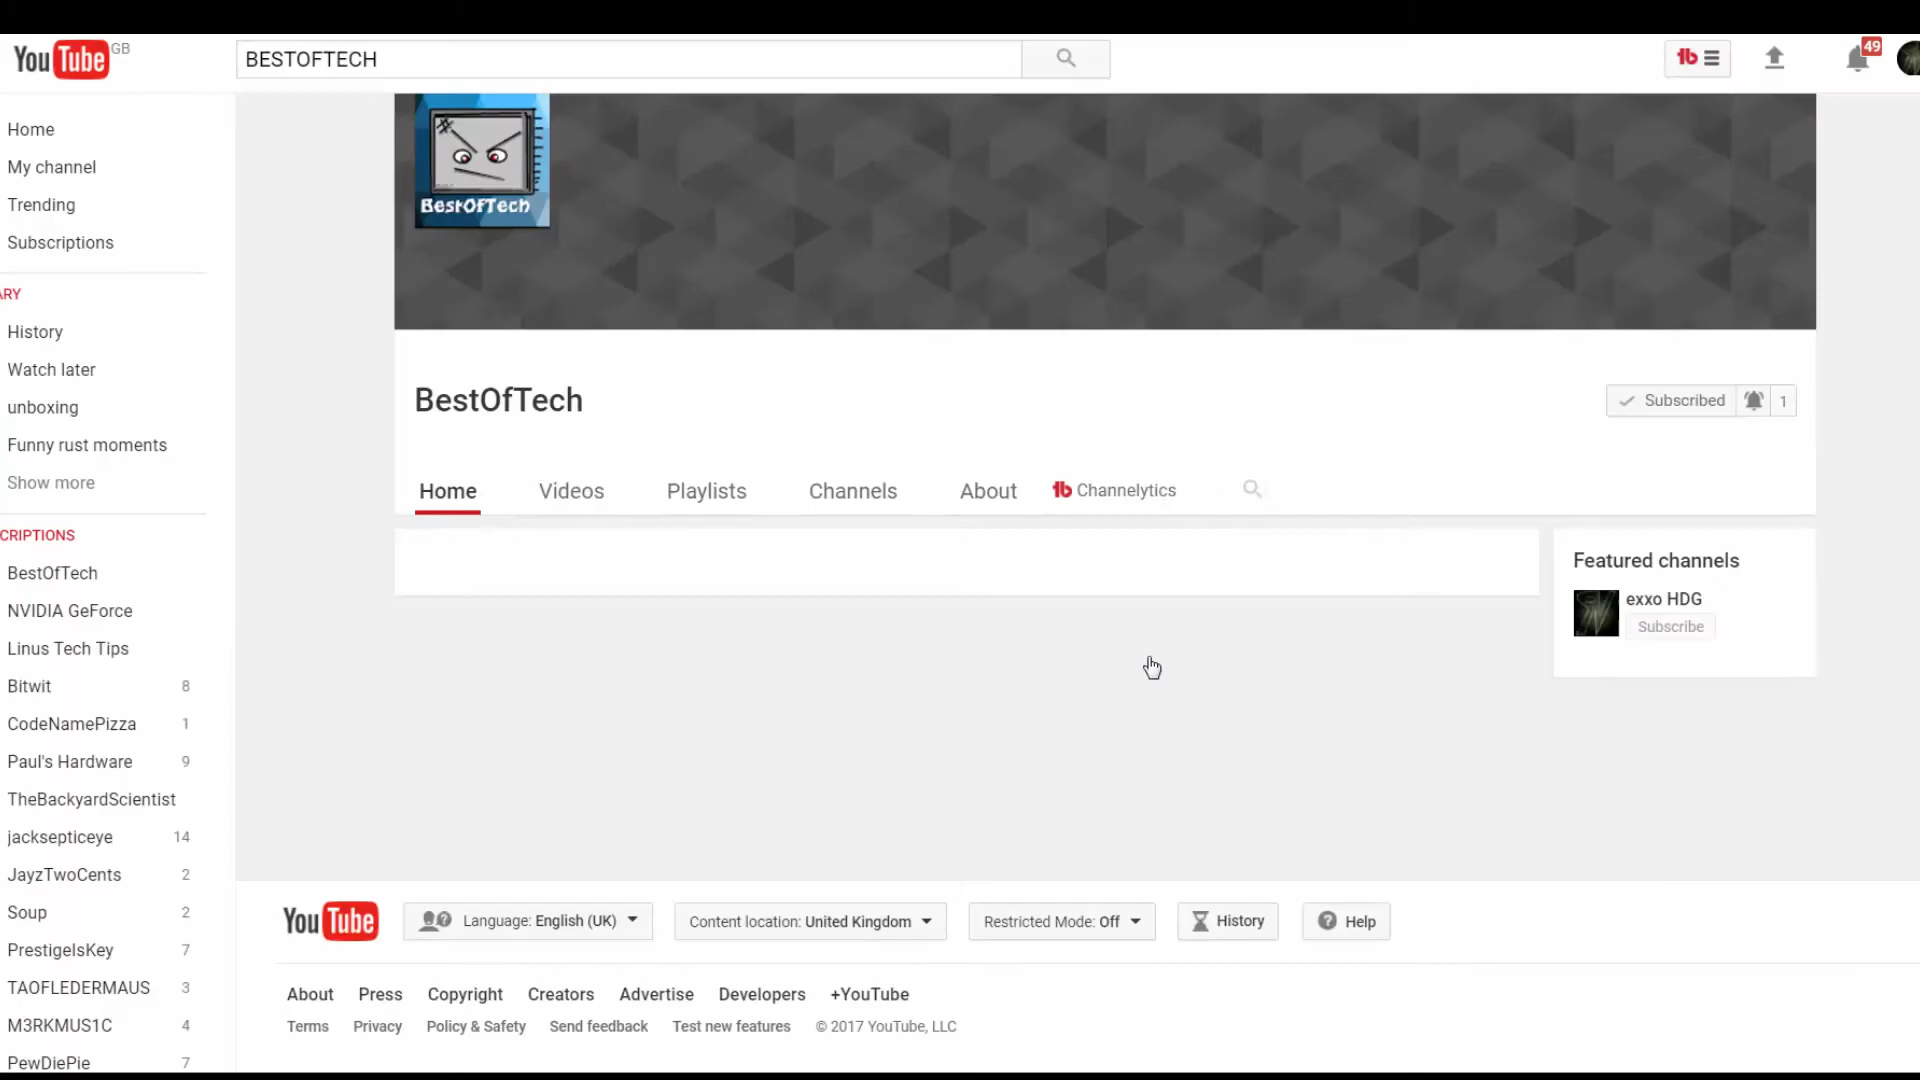 YouTube GB
BESTOFTECH
49
Home
My channel
Trending
Subscriptions
ARY
History
Watch later
unboxing
Funny rust moments
Show more
CRIPTIONS
BestOfTech
NVIDIA GeForce
Linus Tech Tips
Bitwit 8
CodeNamePizza 1
Paul's Hardware 9
TheBackyardScientist
jacksepticeye 14
JayzTwoCents 2
Soup 2
PrestigeIsKey 7
TAOFLEDERMAUS 3
M3RKMUS1C 4
PewDiePie 7
BestOfTech
BestOfTech
Subscribed 1
Home Videos Playlists Channels About tb Channelytics
Featured channels
exxo HDG
Subscribe
YouTube Language: English (UK) Content location: United Kingdom Restricted Mode: Off History Help
About Press Copyright Creators Advertise Developers +YouTube
Terms Privacy Policy & Safety Send feedback Test new features © 2017 YouTube, LLC